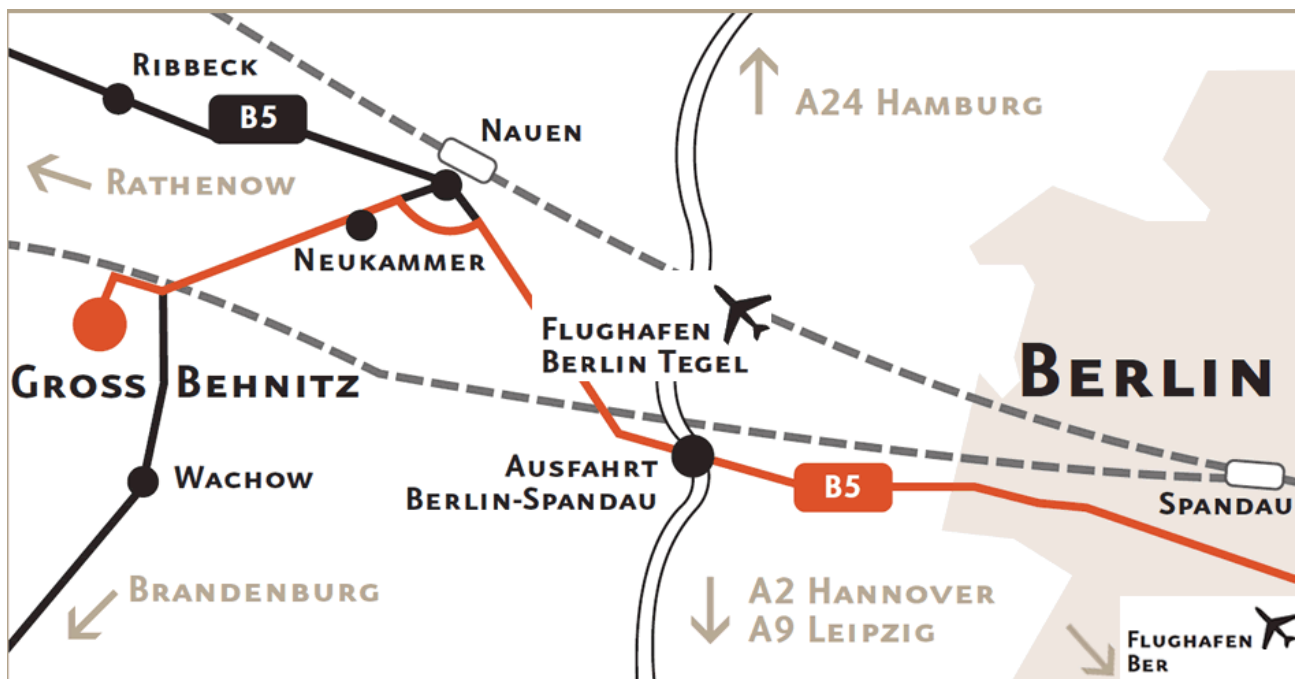 Ribbeck
B5
Nauen
A24 Hamburg
Rathenow
Neukammer
Flughafen
Berlin Tegel
Gross Behnitz
Berlin
Wachow
Ausfahrt
Berlin-Spandau
B5
Spandau
Brandenburg
A2 Hannover
A9 Leipzig
Flughafen
Ber